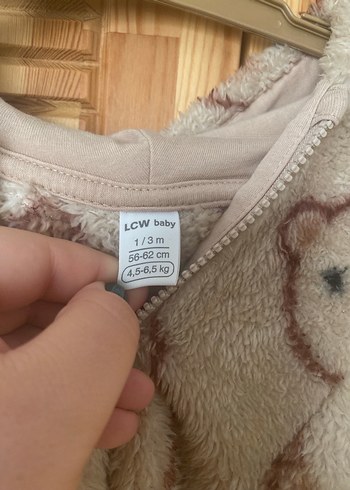 LCW baby
1 / 3 m
56-62 cm
4,5-6,5 kg